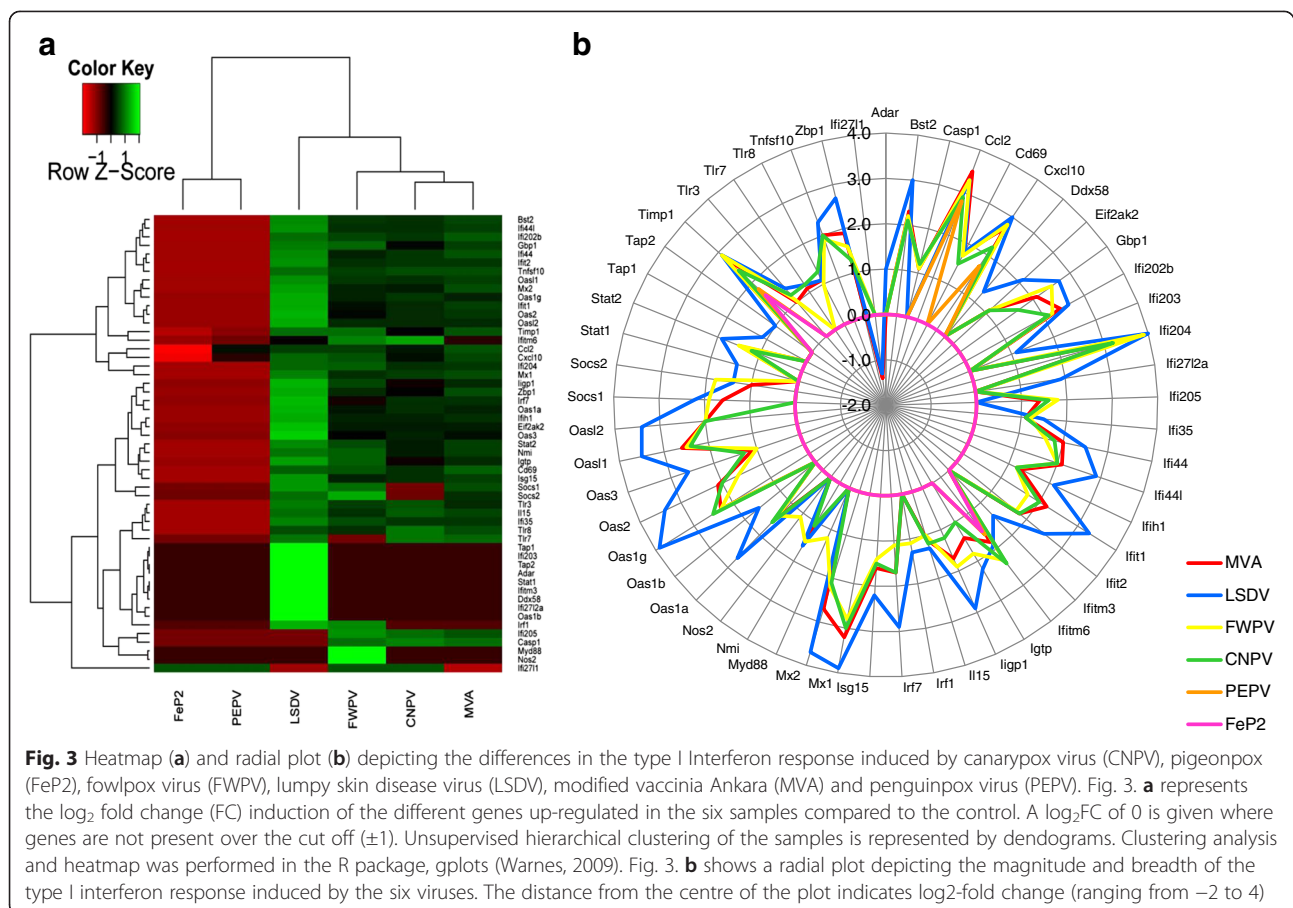 a
Color Key
−1 1
Row Z−Score
Bst2
Ifi44l
Ifi202b
Gbp1
Ifi44
Ifit2
Tnfsf10
Oasl1
Mx2
Oas1g
Ifit1
Oas2
Oasl2
Timp1
Ifitm6
Ccl2
Cxcl10
Ifi204
Mx1
Iigp1
Zbp1
Irf7
Oas1a
Ifih1
Eif2ak2
Oas3
Stat2
Nmi
Igtp
Cd69
Isg15
Socs1
Socs2
Tlr3
Il15
Ifi35
Tlr8
Tlr7
Tap1
Ifi203
Tap2
Adar
Stat1
Ifitm3
Ddx58
Ifi27l2a
Oas1b
Irf1
Ifi205
Casp1
Myd88
Nos2
Ifi27l1
FeP2
PEPV
LSDV
FWPV
CNPV
MVA
b
Adar
Bst2
Casp1
Ccl2
Cd69
Cxcl10
Ddx58
Eif2ak2
Gbp1
Ifi202b
Ifi203
Ifi204
Ifi27l2a
Ifi205
Ifi35
Ifi44
Ifi44l
Ifih1
Ifit1
Ifit2
Ifitm3
Ifitm6
Igtp
Iigp1
Il15
Irf1
Irf7
Isg15
Mx1
Mx2
Myd88
Nmi
Nos2
Oas1a
Oas1b
Oas1g
Oas2
Oas3
Oasl1
Oasl2
Socs1
Socs2
Stat1
Stat2
Tap1
Tap2
Timp1
Tlr3
Tlr7
Tlr8
Tnfsf10
Zbp1
Ifi27l1
4.0
3.0
2.0
1.0
0.0
-1.0
-2.0
MVA
LSDV
FWPV
CNPV
PEPV
FeP2
Fig. 3 Heatmap (a) and radial plot (b) depicting the differences in the type I Interferon response induced by canarypox virus (CNPV), pigeonpox
(FeP2), fowlpox virus (FWPV), lumpy skin disease virus (LSDV), modified vaccinia Ankara (MVA) and penguinpox virus (PEPV). Fig. 3. a represents
the log2 fold change (FC) induction of the different genes up-regulated in the six samples compared to the control. A log2FC of 0 is given where
genes are not present over the cut off (±1). Unsupervised hierarchical clustering of the samples is represented by dendograms. Clustering analysis
and heatmap was performed in the R package, gplots (Warnes, 2009). Fig. 3. b shows a radial plot depicting the magnitude and breadth of the
type I interferon response induced by the six viruses. The distance from the centre of the plot indicates log2-fold change (ranging from −2 to 4)